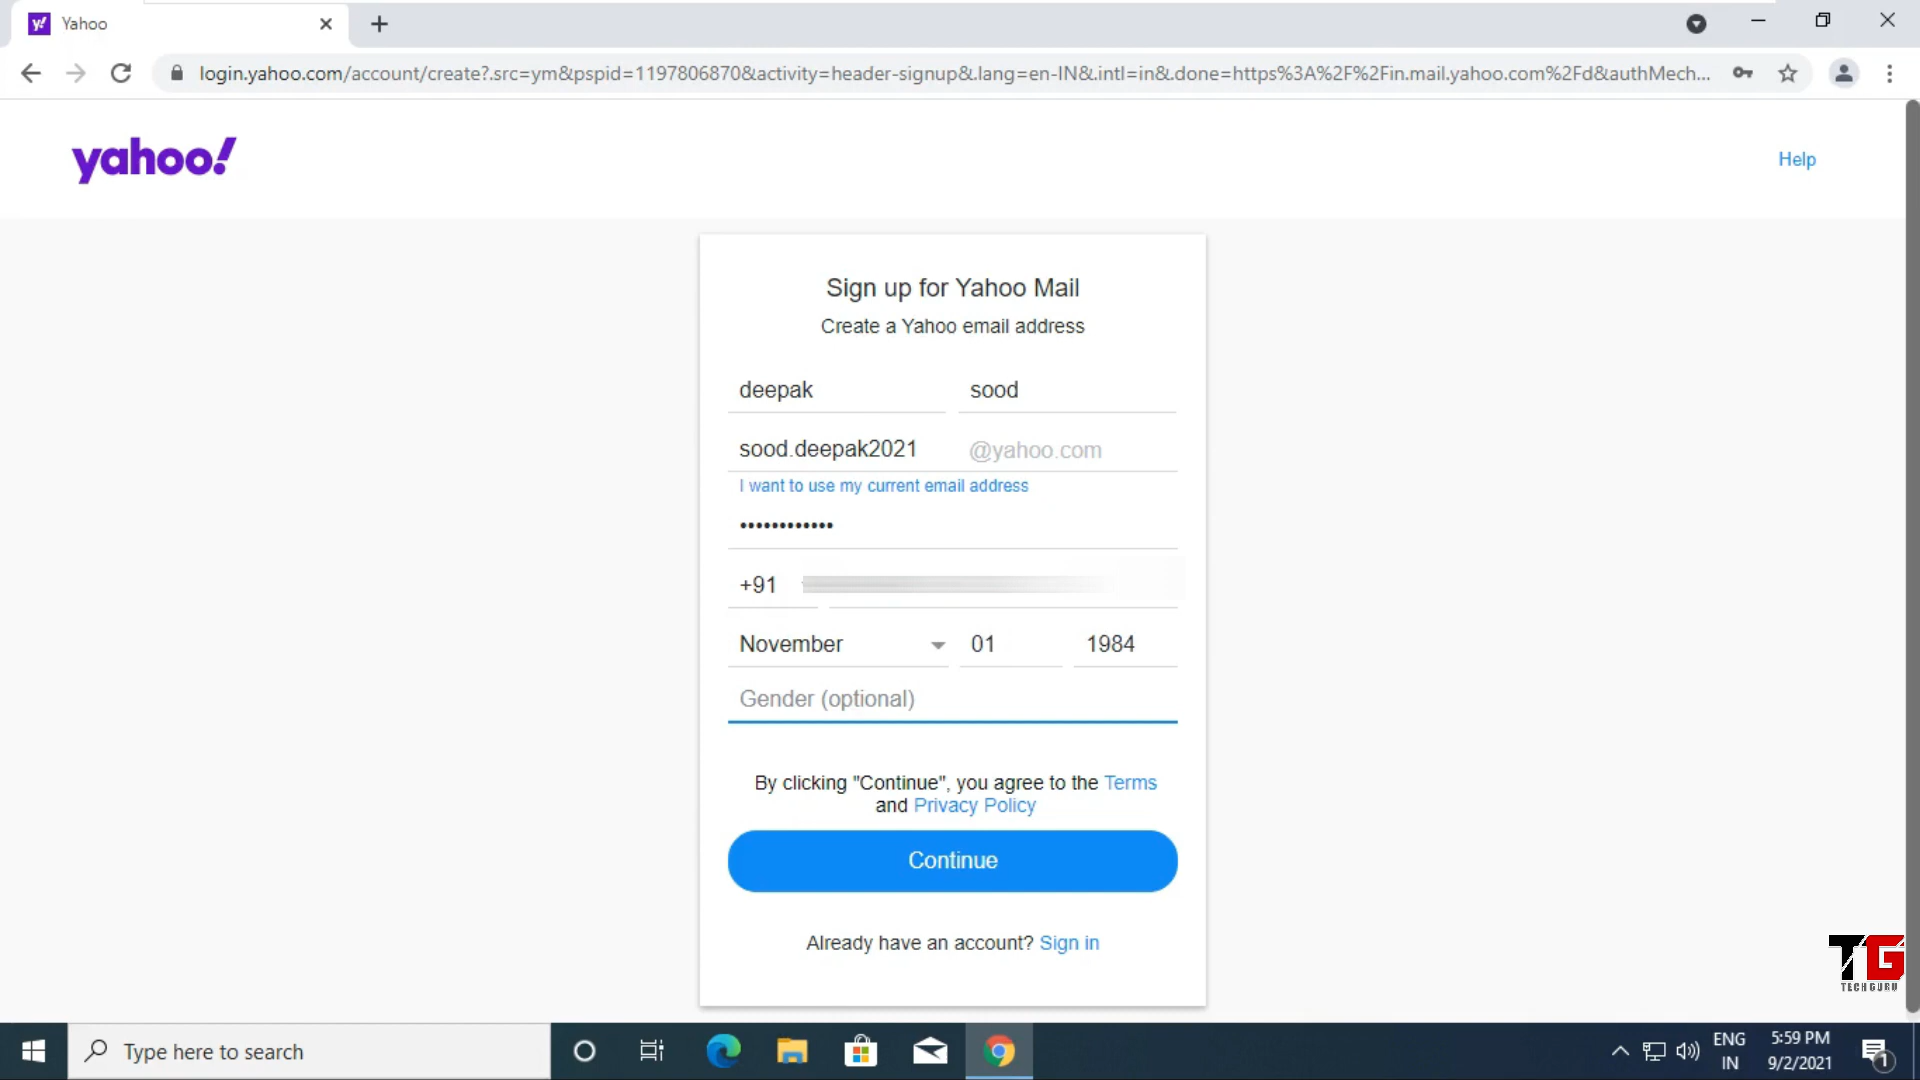 Yahoo
login.yahoo.com/account/create?.src=ym&pspid=1197806870&activity=header-signup&.lang=en-IN&.intl=in&.done=https%3A%2F%2Fin.mail.yahoo.com%2Fd&authMech...
yahoo!
Help
Sign up for Yahoo Mail
Create a Yahoo email address
deepak sood
sood.deepak2021 @yahoo.com
I want to use my current email address
••••••••••••
+91
November 01 1984
Gender (optional)
By clicking "Continue", you agree to the Terms
and Privacy Policy
Continue
Already have an account? Sign in
TG
TECH GURU
Type here to search
ENG
IN
5:59 PM
9/2/2021
1